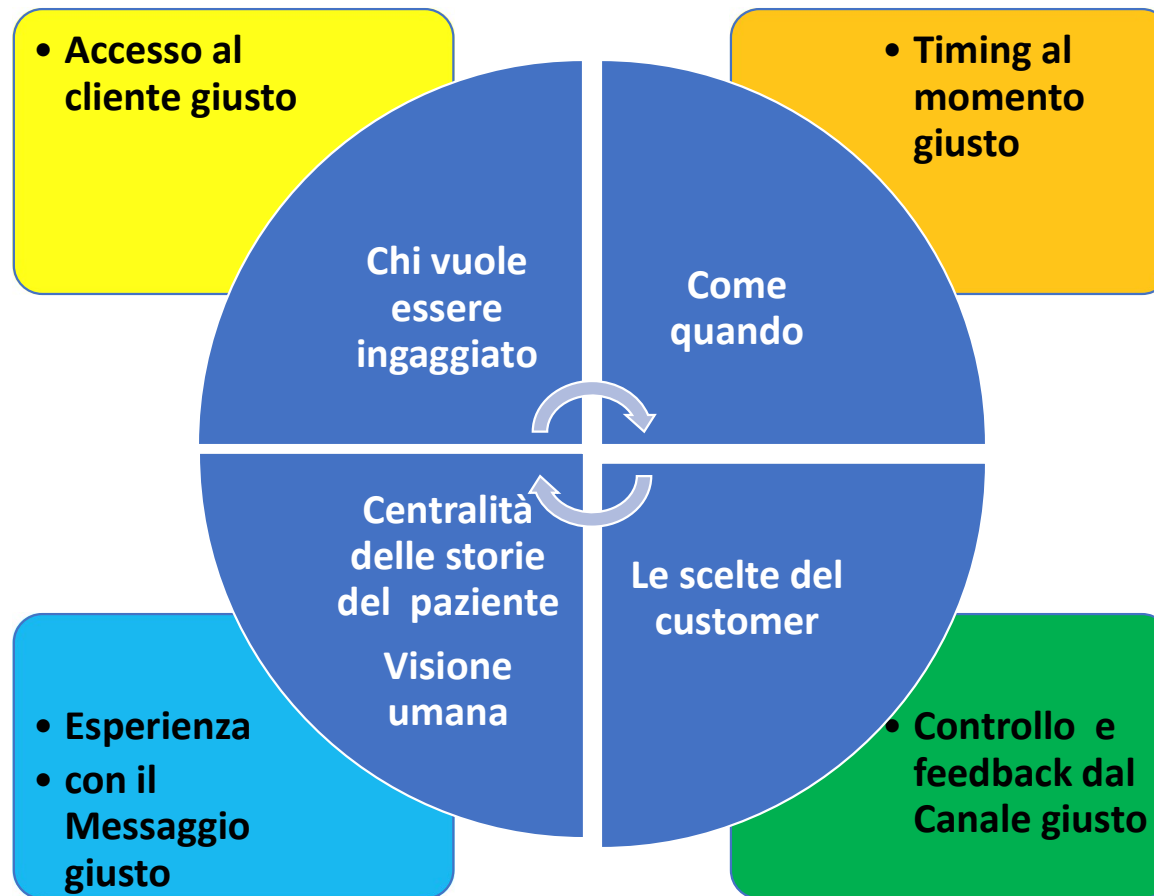 • Accesso al
cliente giusto
• Timing al
momento
giusto
Chi vuole
essere
ingaggiato
Come
quando
Centralità
delle storie
del paziente
Visione
umana
Le scelte del
customer
• Esperienza
• con il
Messaggio
giusto
• Controllo e
feedback dal
Canale giusto